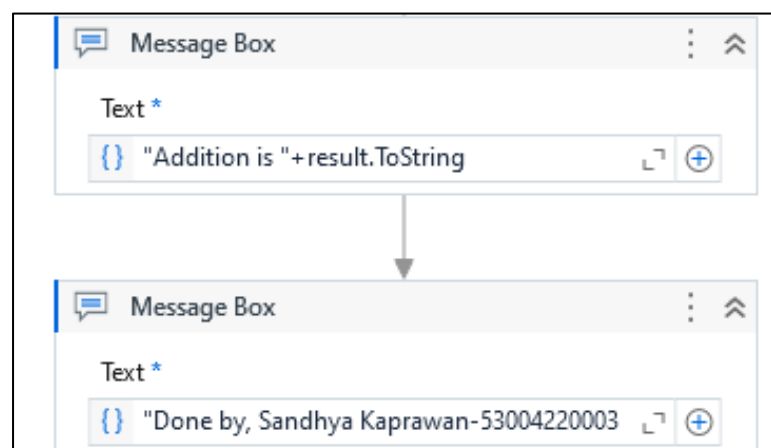 Message Box
Text *
{} "Addition is "+result.ToString
Message Box
Text *
{} "Done by, Sandhya Kaprawan-53004220003